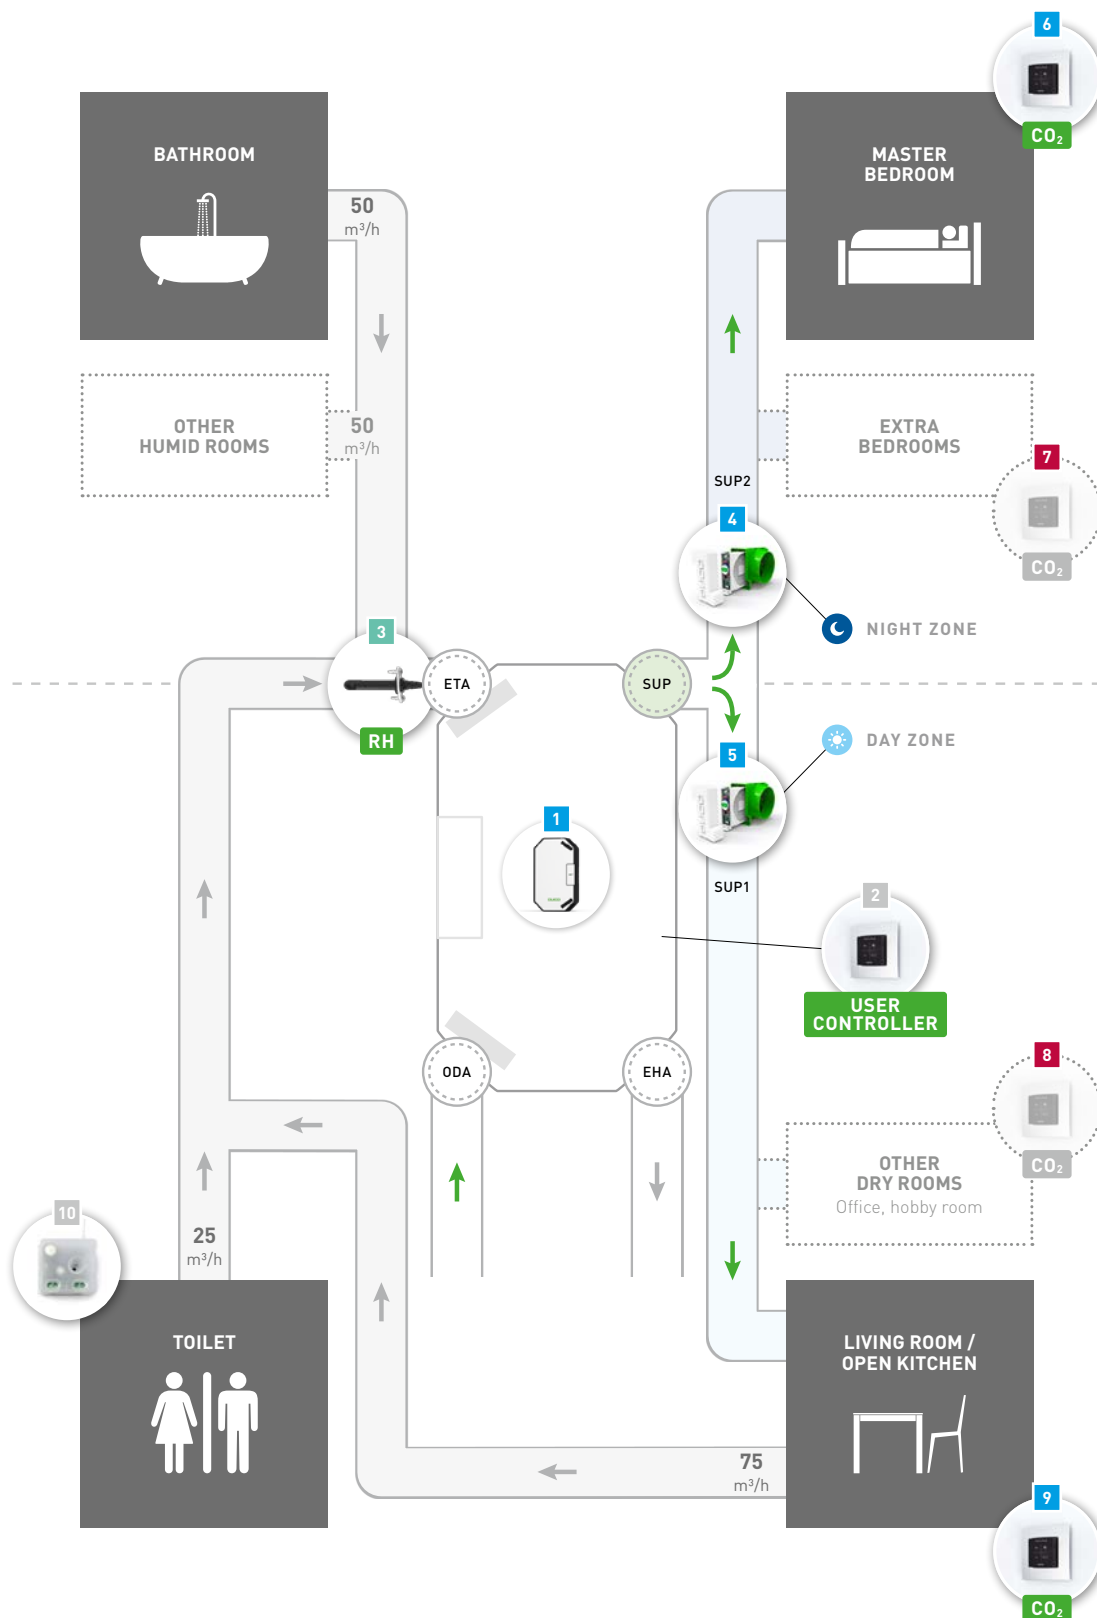 6
CO₂
BATHROOM
MASTER
BEDROOM
50
m³/h
OTHER
HUMID ROOMS
50
m³/h
EXTRA
BEDROOMS
7
CO₂
SUP2
4
NIGHT ZONE
3
RH
ETA
SUP
DAY ZONE
5
1
SUP1
2
USER
CONTROLLER
ODA
EHA
8
CO₂
OTHER
DRY ROOMS
Office, hobby room
10
25
m³/h
TOILET
LIVING ROOM /
OPEN KITCHEN
75
m³/h
9
CO₂